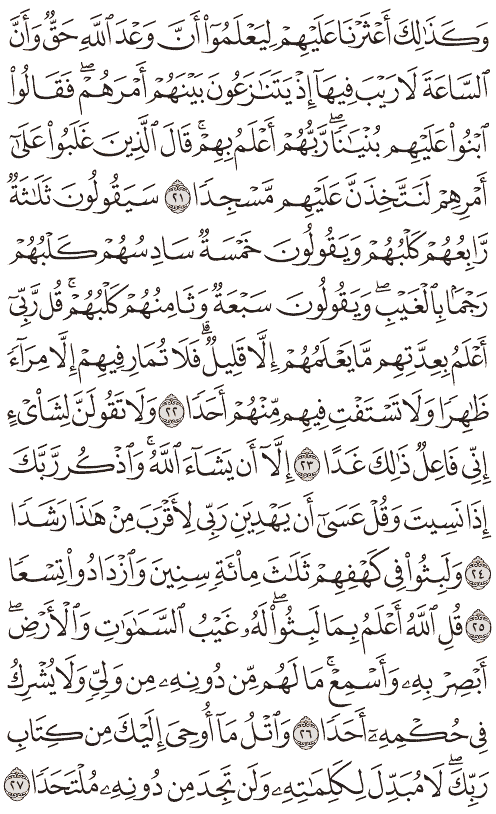 وَكَذَٰلِكَ أَعْثَرْنَا عَلَيْهِمْ لِيَعْلَمُوٓا۟ أَنَّ وَعْدَ ٱللَّهِ حَقٌّ وَأَنَّ
ٱلسَّاعَةَ لَا رَيْبَ فِيهَآ إِذْ يَتَنَٰزَعُونَ بَيْنَهُمْ أَمْرَهُمْ ۖ فَقَالُوا۟
ٱبْنُوا۟ عَلَيْهِم بُنْيَٰنًا ۖ رَّبُّهُمْ أَعْلَمُ بِهِمْ ۚ قَالَ ٱلَّذِينَ غَلَبُوا۟ عَلَىٰٓ
أَمْرِهِمْ لَنَتَّخِذَنَّ عَلَيْهِم مَّسْجِدًا ٢١ سَيَقُولُونَ ثَلَٰثَةٌ
رَّابِعُهُمْ كَلْبُهُمْ وَيَقُولُونَ خَمْسَةٌ سَادِسُهُمْ كَلْبُهُمْ
رَجْمًۢا بِٱلْغَيْبِ ۖ وَيَقُولُونَ سَبْعَةٌ وَثَامِنُهُمْ كَلْبُهُمْ ۚ قُل رَّبِّىٓ
أَعْلَمُ بِعِدَّتِهِم مَّا يَعْلَمُهُمْ إِلَّا قَلِيلٌ ۗ فَلَا تُمَارِ فِيهِمْ إِلَّا مِرَآءً
ظَٰهِرًا وَلَا تَسْتَفْتِ فِيهِم مِّنْهُمْ أَحَدًا ٢٢ وَلَا تَقُولَنَّ لِشَا۟ىْءٍ
إِنِّى فَاعِلٌ ذَٰلِكَ غَدًا ٢٣ إِلَّآ أَن يَشَآءَ ٱللَّهُ ۚ وَٱذْكُر رَّبَّكَ
إِذَا نَسِيتَ وَقُلْ عَسَىٰٓ أَن يَهْدِيَنِ رَبِّى لِأَقْرَبَ مِنْ هَٰذَا رَشَدًا
٢٤ وَلَبِثُوا۟ فِى كَهْفِهِمْ ثَلَٰثَ مِا۟ئَةٍ سِنِينَ وَٱزْدَادُوا۟ تِسْعًا
٢٥ قُلِ ٱللَّهُ أَعْلَمُ بِمَا لَبِثُوا۟ ۖ لَهُۥ غَيْبُ ٱلسَّمَٰوَٰتِ وَٱلْأَرْضِ ۖ
أَبْصِرْ بِهِۦ وَأَسْمِعْ ۚ مَا لَهُم مِّن دُونِهِۦ مِن وَلِىٍّ وَلَا يُشْرِكُ
فِى حُكْمِهِۦٓ أَحَدًا ٢٦ وَٱتْلُ مَآ أُوحِىَ إِلَيْكَ مِن كِتَابِ
رَبِّكَ ۖ لَا مُبَدِّلَ لِكَلِمَٰتِهِۦ وَلَن تَجِدَ مِن دُونِهِۦ مُلْتَحَدًا ٢٧